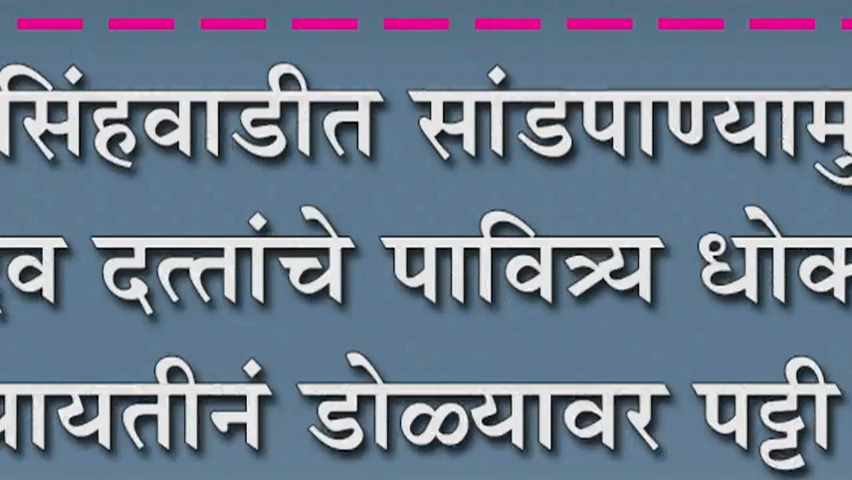 सिंहवाडीत सांडपाण्यामु
व दत्तांचे पावित्र्य धोक
ायतीनं डोळ्यावर पट्टी